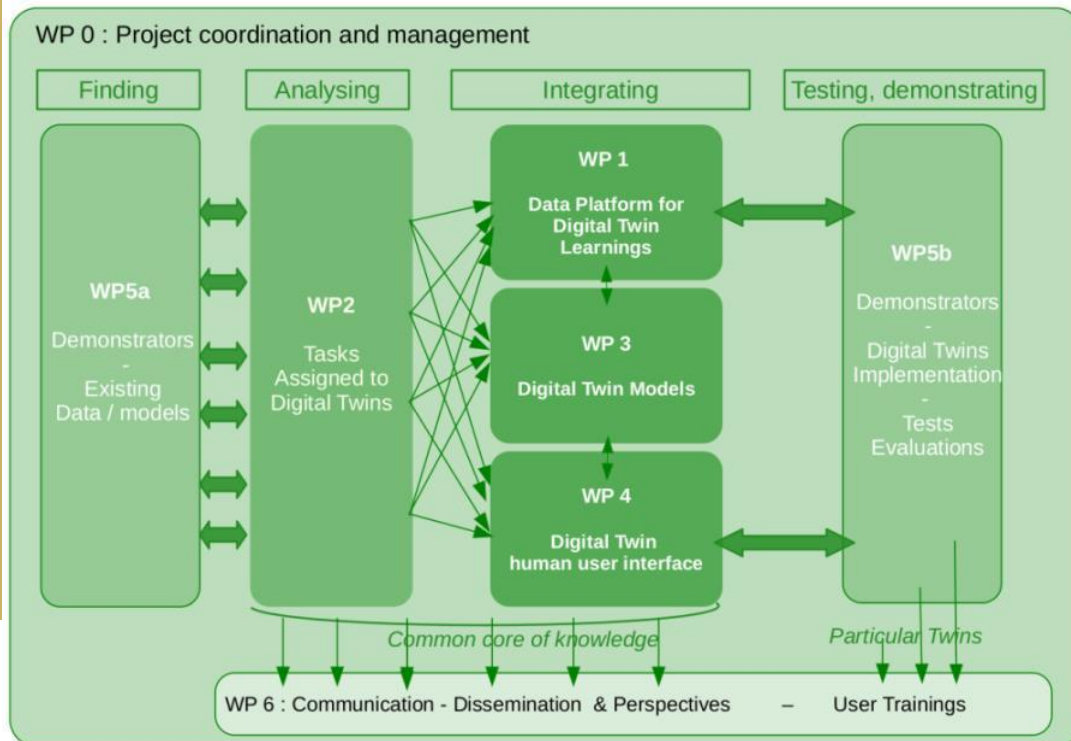 WP 0 : Project coordination and management
Finding
Analysing
Integrating
Testing, demonstrating
WP5a
Demonstrators
-
Existing
Data / models
WP2
Tasks
Assigned to
Digital Twins
WP 1
Data Platform for
Digital Twin
Learnings
WP 3
Digital Twin Models
WP 4
Digital Twin
human user interface
WP5b
Demonstrators
-
Digital Twins
Implementation
-
Tests
Evaluations
Common core of knowledge
Particular Twins
WP 6 : Communication - Dissemination & Perspectives – User Trainings